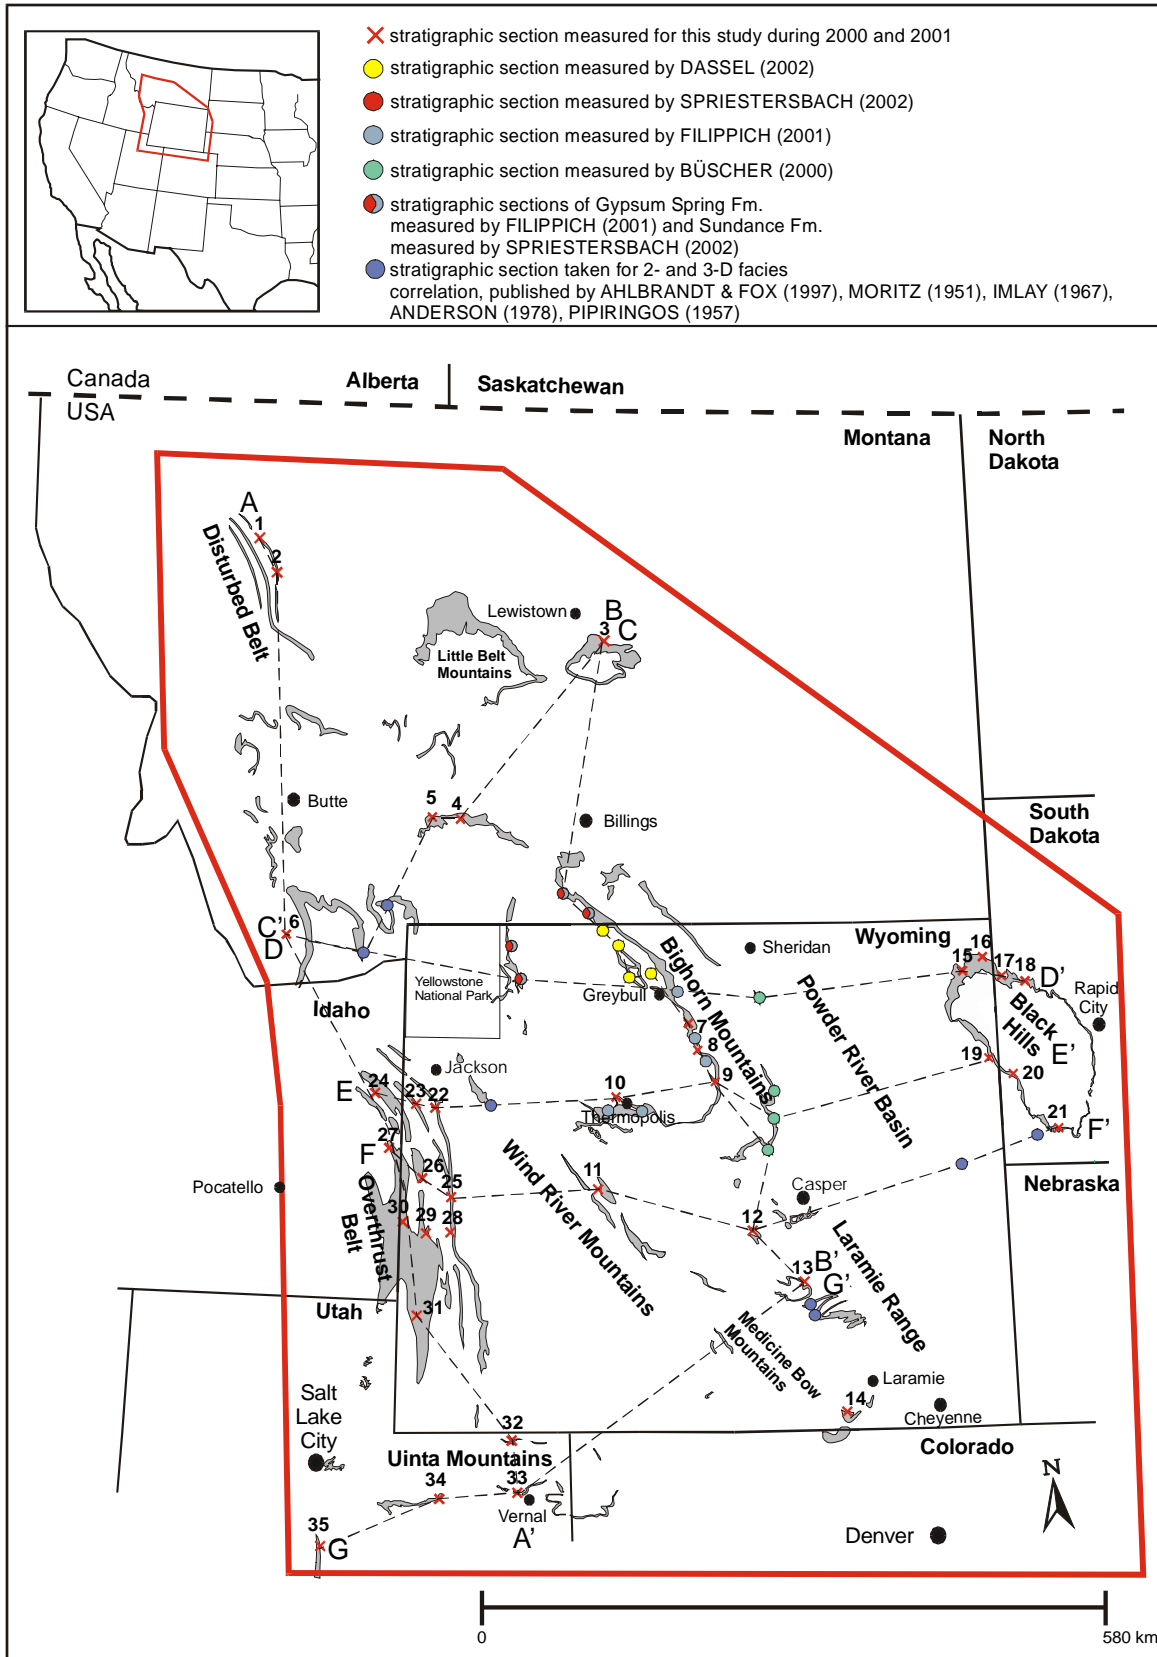 stratigraphic section measured for this study during 2000 and 2001
stratigraphic section measured by DASSEL (2002)
stratigraphic section measured by SPRIESTERSBACH (2002)
stratigraphic section measured by FILIPPICH (2001)
stratigraphic section measured by BÜSCHER (2000)
stratigraphic sections of Gypsum Spring Fm.
measured by FILIPPICH (2001) and Sundance Fm.
measured by SPRIESTERSBACH (2002)
stratigraphic section taken for 2- and 3-D facies
correlation, published by AHLBRANDT & FOX (1997), MORITZ (1951), IMLAY (1967),
ANDERSON (1978), PIPIRINGOS (1957)
Canada
Alberta
Saskatchewan
USA
Montana
North
Dakota
A
1
2
Disturbed Belt
Lewistown
B
3
C
Little Belt
Mountains
Butte
5
4
Billings
South
Dakota
C'
6
D
Wyoming
Sheridan
15
16
17
18
D'
Rapid
City
Yellowstone
National Park
Greybull
Bighorn Mountains
Powder River Basin
Black
Hills
E'
Idaho
7
8
9
19
20
21
F'
Jackson
E
24
23
22
10
Thermopolis
F
27
26
25
11
Wind River Mountains
Casper
Nebraska
Pocatello
Overthrust
Belt
30
29
28
12
13
B'
G'
Laramie Range
Utah
31
Medicine Bow
Mountains
Laramie
14
Cheyenne
Salt
Lake
City
32
Uinta Mountains
Colorado
34
33
Vernal
A'
N
35
G
Denver
0
580 km